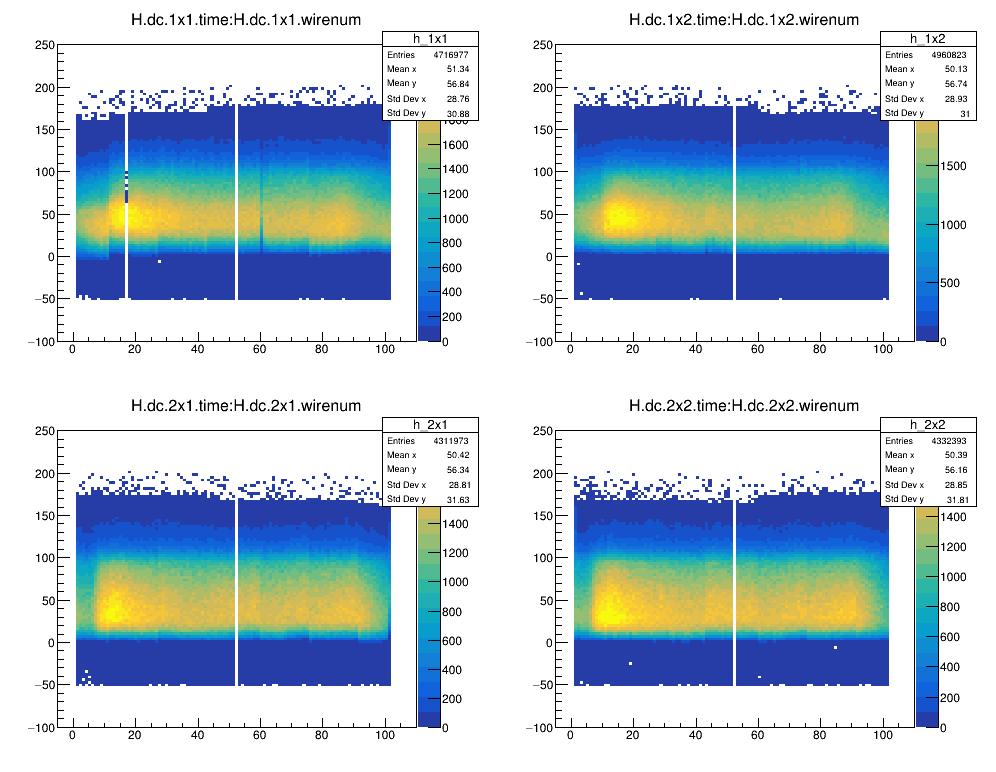 H.dc.1x1.time:H.dc.1x1.wirenum
h_1x1
Entries 4716977
Mean x 51.34
Mean y 56.84
Std Dev x 28.76
Std Dev y 30.88
250
200
150
100
50
0
−50
−100
0 20 40 60 80 100
1800
1600
1400
1200
1000
800
600
400
200
0
H.dc.1x2.time:H.dc.1x2.wirenum
h_1x2
Entries 4960823
Mean x 50.13
Mean y 56.74
Std Dev x 28.93
Std Dev y 31
250
200
150
100
50
0
−50
−100
0 20 40 60 80 100
1500
1000
500
0
H.dc.2x1.time:H.dc.2x1.wirenum
h_2x1
Entries 4311973
Mean x 50.42
Mean y 56.34
Std Dev x 28.81
Std Dev y 31.63
250
200
150
100
50
0
−50
−100
0 20 40 60 80 100
1400
1200
1000
800
600
400
200
0
H.dc.2x2.time:H.dc.2x2.wirenum
h_2x2
Entries 4332393
Mean x 50.39
Mean y 56.16
Std Dev x 28.85
Std Dev y 31.81
250
200
150
100
50
0
−50
−100
0 20 40 60 80 100
1400
1200
1000
800
600
400
200
0